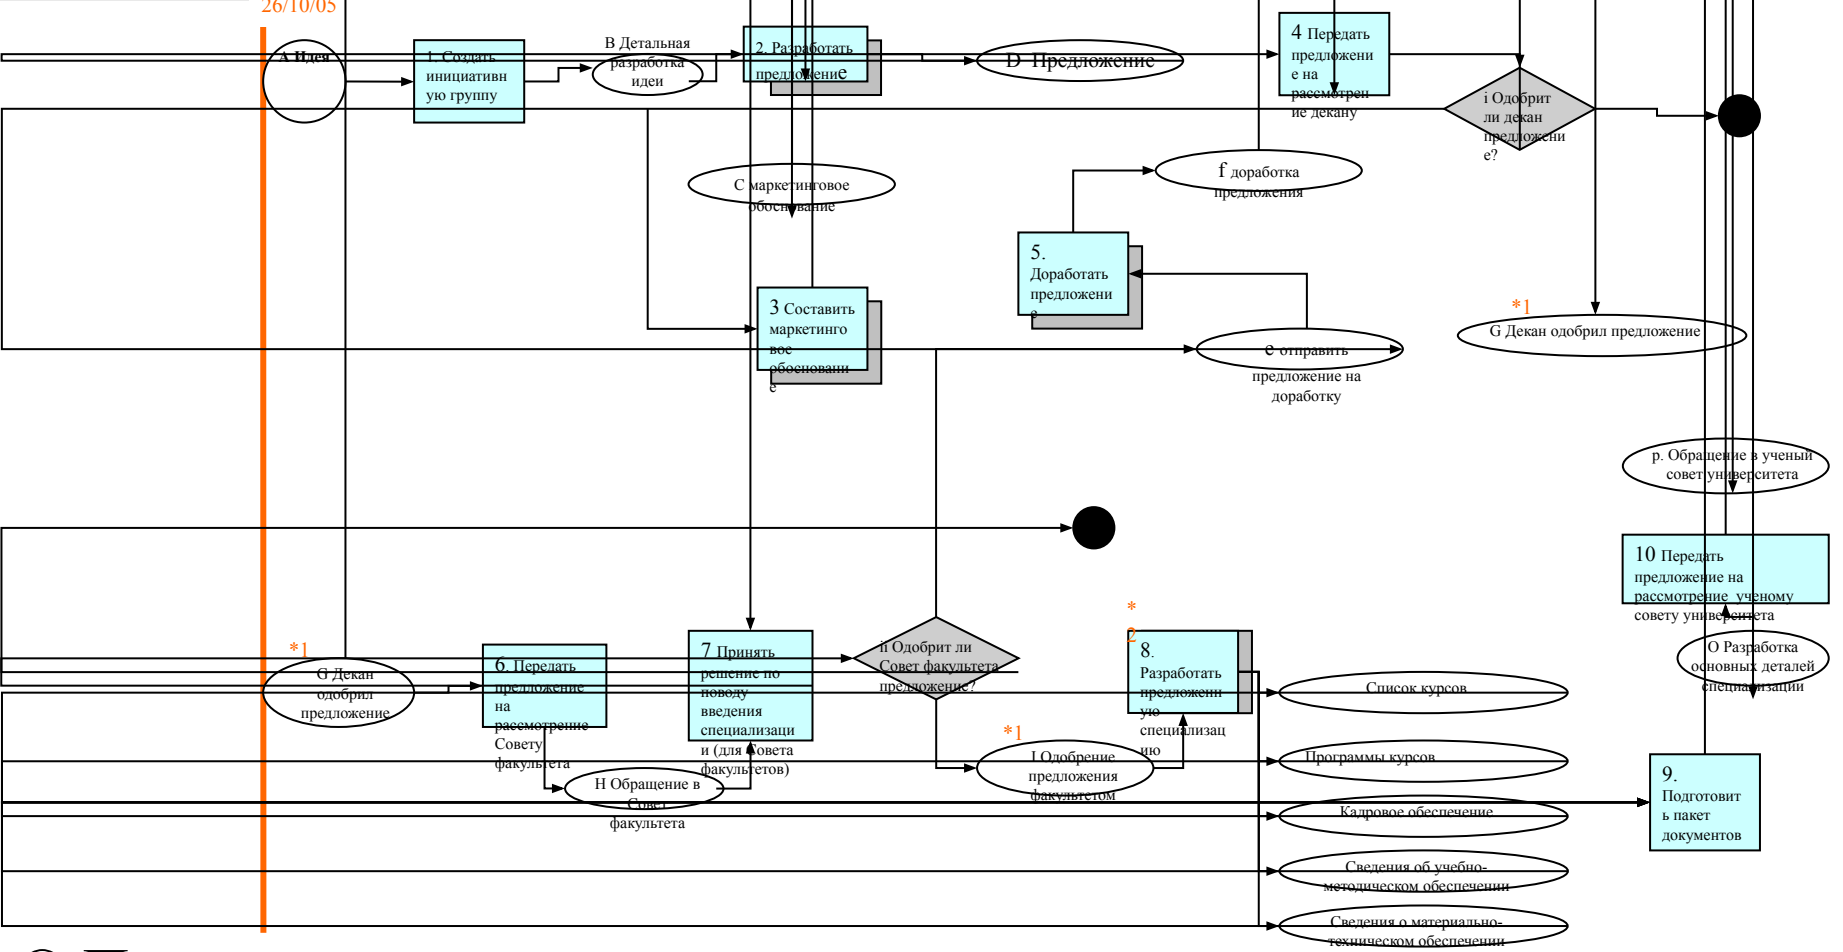 26/10/05
А Идея
1. Создать
инициативн
ую группу
В Детальная
разработка
идеи
2. Разработать
предложение
D Предложение
4 Передать
предложени
е на
рассмотрен
ие декану
i Одобрит
ли декан
предложени
е?
С маркетинговое
обоснование
f доработка
предложения
5.
Доработать
предложени
е
3 Составить
маркетинго
вое
обосновани
е
*1
G Декан одобрил предложение
е отправить
предложение на
доработку
р. Обращение в ученый
совет университета
10 Передать
предложение на
рассмотрение ученому
совету университета
О Разработка
основных деталей
специализации
*1
G Декан
одобрил
предложение
6. Передать
предложение
на
рассмотрение
Совету
факультета
7 Принять
решение по
поводу
введения
специализаци
и (для Совета
факультетов)
ii Одобрит ли
Совет факультета
предложение?
*
2
8.
Разработать
предложенн
ую
специализац
ию
*1
I Одобрение
предложения
факультетом
Н Обращение в
Совет
факультета
Список курсов
Программы курсов
Кадровое обеспечение
Сведения об учебно-
методическом обеспечении
Сведения о материально-
техническом обеспечении
9.
Подготовит
ь пакет
документов